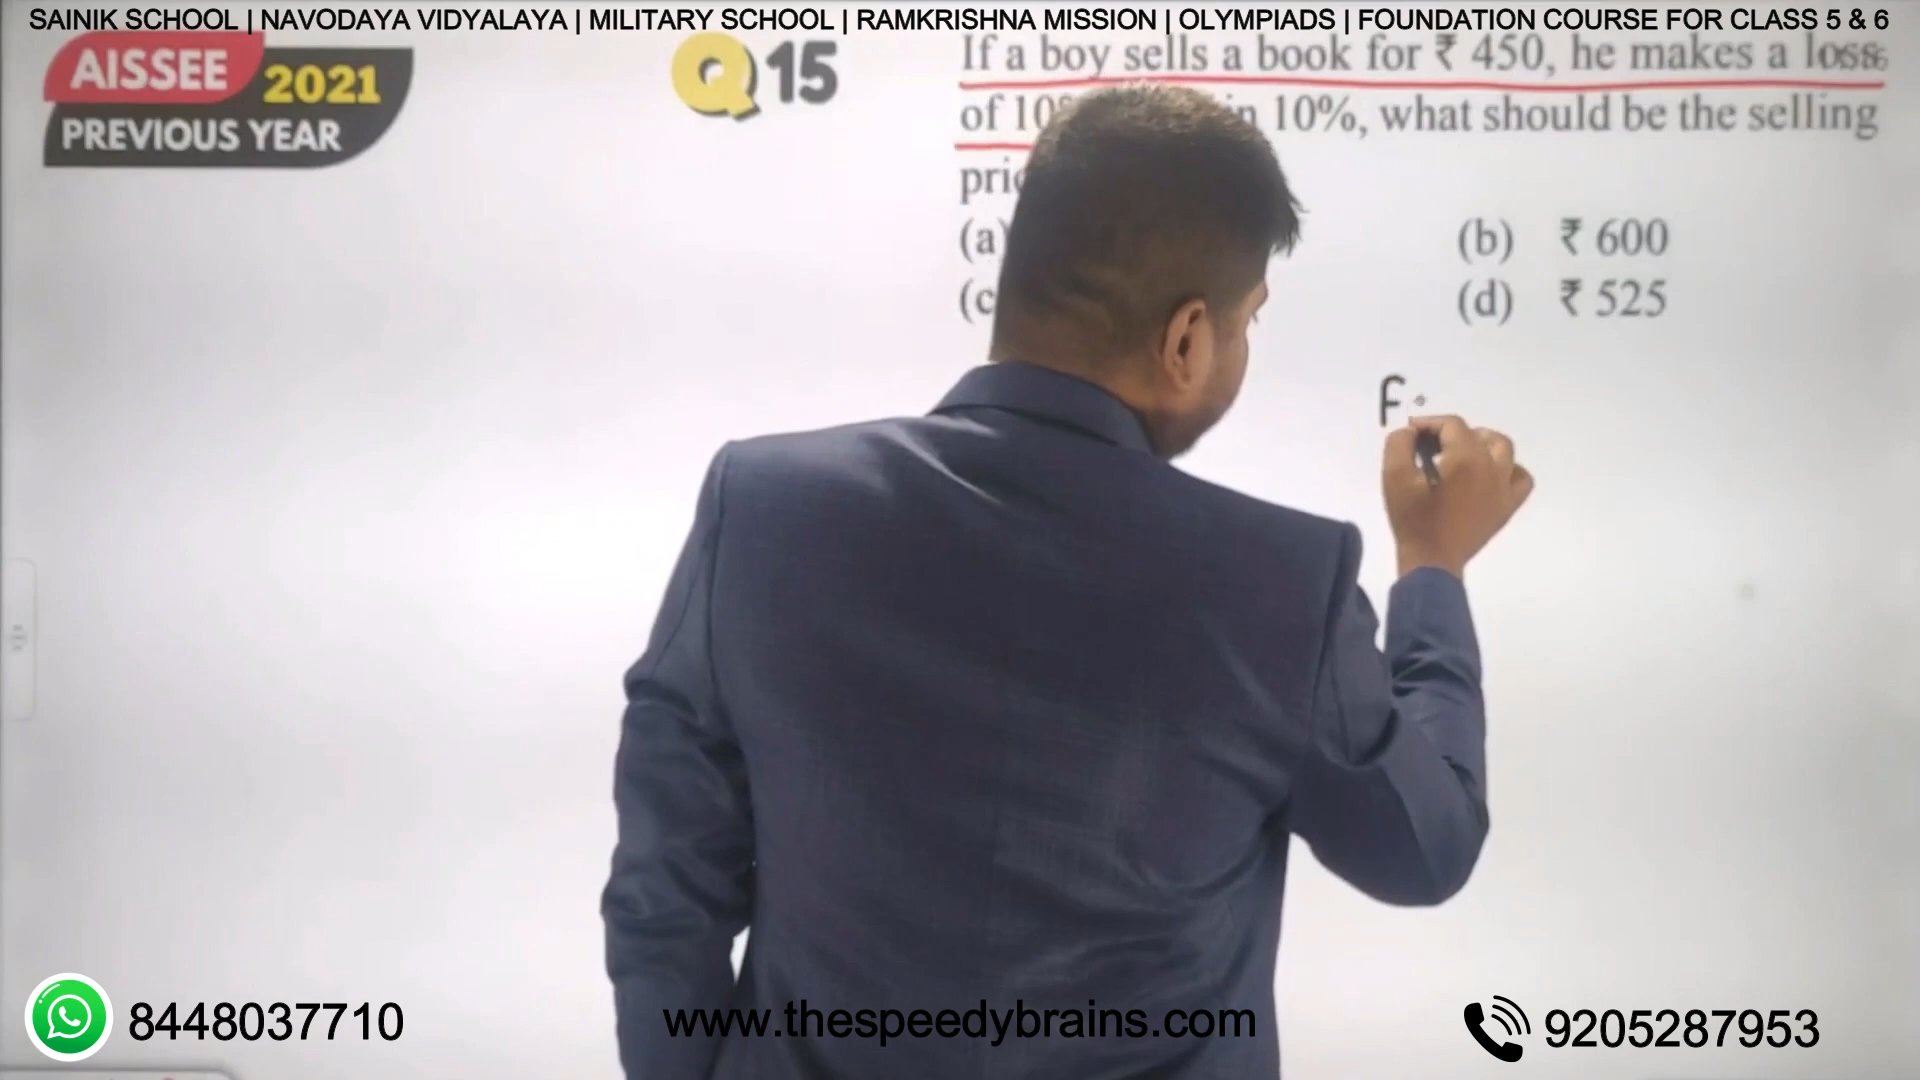 SAINIK SCHOOL | NAVODAYA VIDYALAYA | MILITARY SCHOOL | RAMKRISHNA MISSION | OLYMPIADS | FOUNDATION COURSE FOR CLASS 5 & 6
AISSEE 2021
PREVIOUS YEAR
Q 15
If a boy sells a book for ₹ 450, he makes a loss
of 10%, what should be the selling
(a)
(b) ₹ 600
(d) ₹ 525
F
8448037710
www.thespeedybrains.com
9205287953